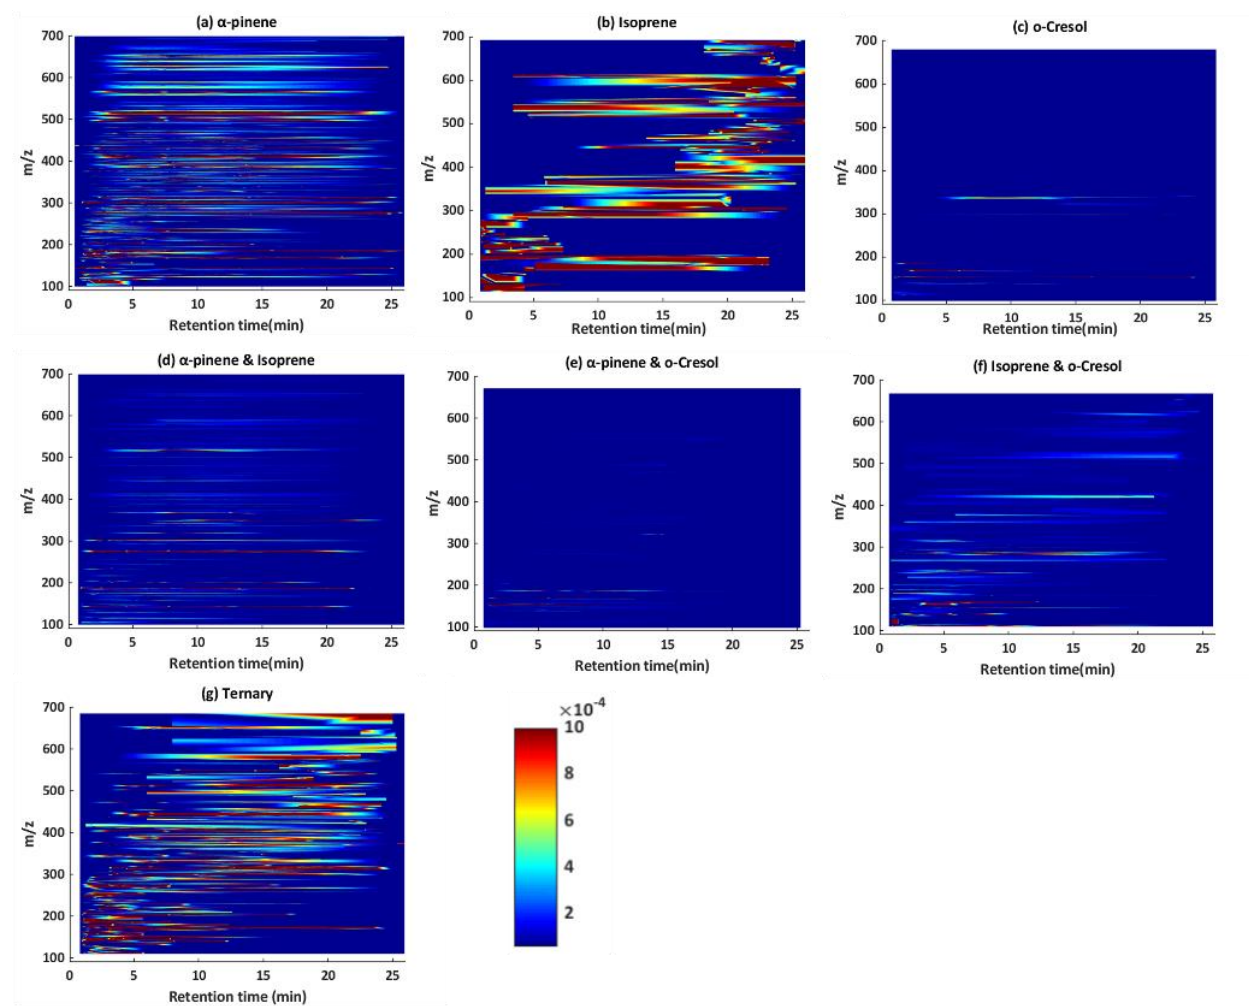 (a) α-pinene
700
600
500
400
300
200
100
m/z
0 5 10 15 20 25
Retention time(min)
(b) Isoprene
700
600
500
400
300
200
100
m/z
0 5 10 15 20 25
Retention time(min)
(c) o-Cresol
700
600
500
400
300
200
100
m/z
0 5 10 15 20 25
Retention time(min)
(d) α-pinene & Isoprene
700
600
500
400
300
200
100
m/z
0 5 10 15 20 25
Retention time(min)
(e) α-pinene & o-Cresol
700
600
500
400
300
200
100
m/z
0 5 10 15 20 25
Retention time(min)
(f) Isoprene & o-Cresol
700
600
500
400
300
200
100
m/z
0 5 10 15 20 25
Retention time(min)
(g) Ternary
700
600
500
400
300
200
100
m/z
0 5 10 15 20 25
Retention time (min)
×10⁻⁴
10
8
6
4
2